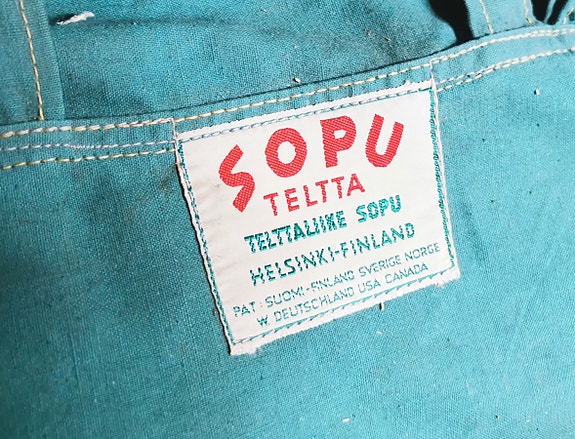 SOPU
TELTTA
TELTTALIIKE SOPU
HELSINKI-FINLAND
PAT: SUOMI-FINLAND SVERIGE NORGE
W. DEUTSCHLAND USA CANADA